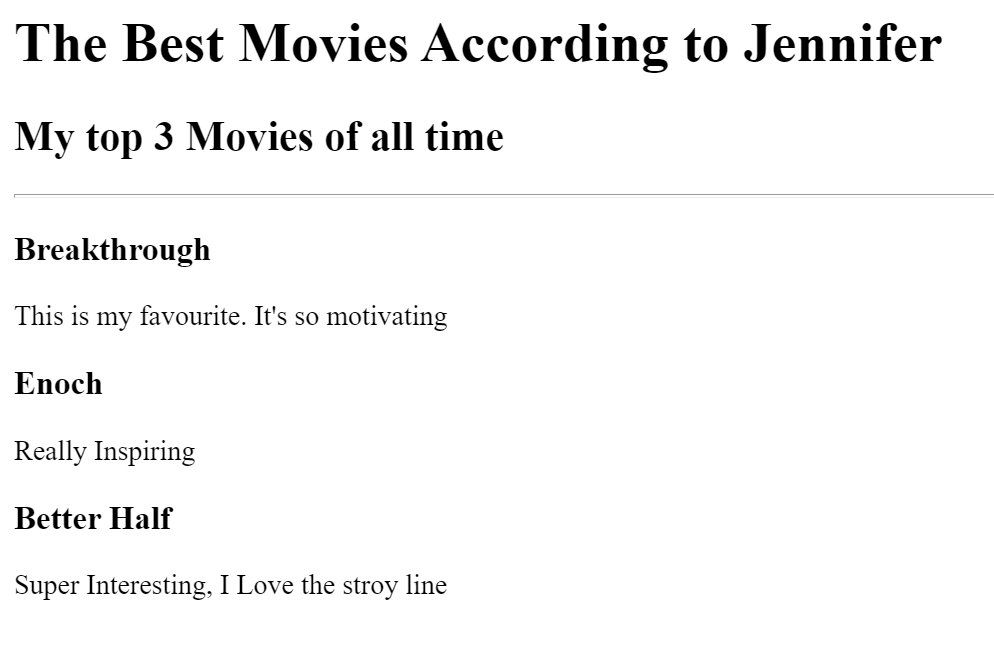 The Best Movies According to Jennifer
My top 3 Movies of all time
Breakthrough
This is my favourite. It's so motivating
Enoch
Really Inspiring
Better Half
Super Interesting, I Love the stroy line